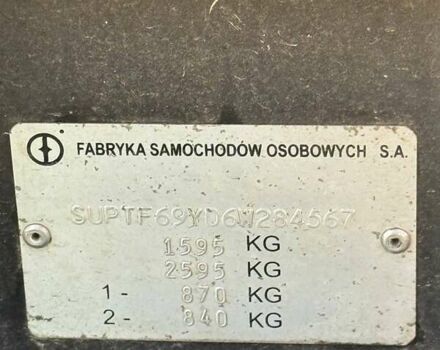 FABRYKA SAMOCHODÓW OSOBOWYCH S.A.
SUPTF69YD6W284567
1595 KG
2595 KG
1- 870 KG
2- 840 KG